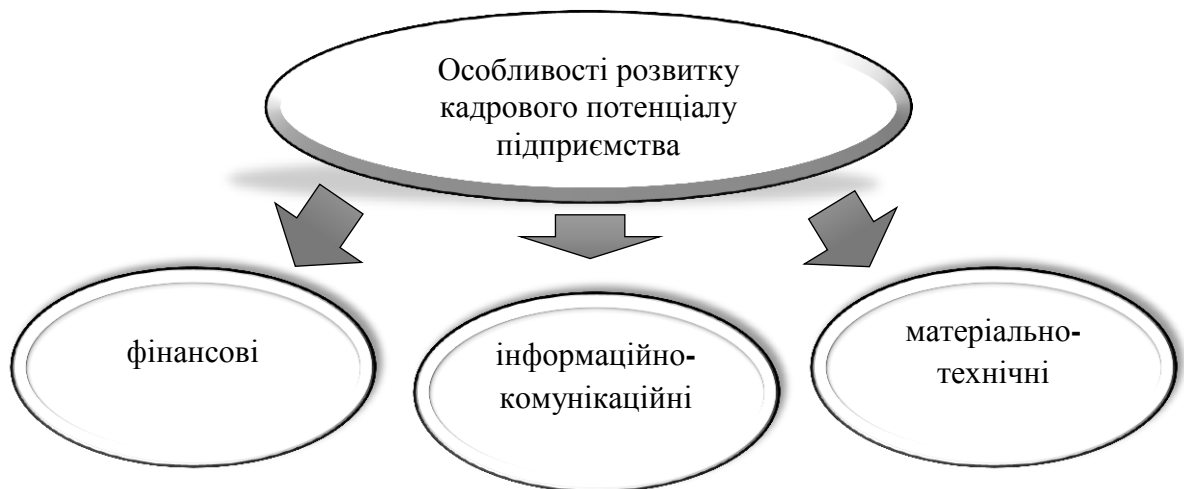 Особливості розвитку
кадрового потенціалу
підприємства
фінансові
інформаційно-
комунікаційні
матеріально-
технічні